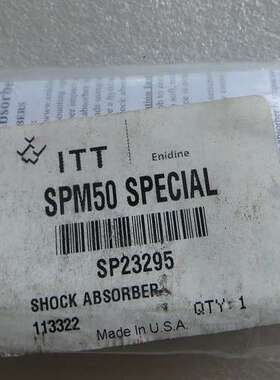 ITT
Enidine
SPM50 SPECIAL
SP23295
SHOCK ABSORBER
113322
QTY: 1
Made In U.S.A.